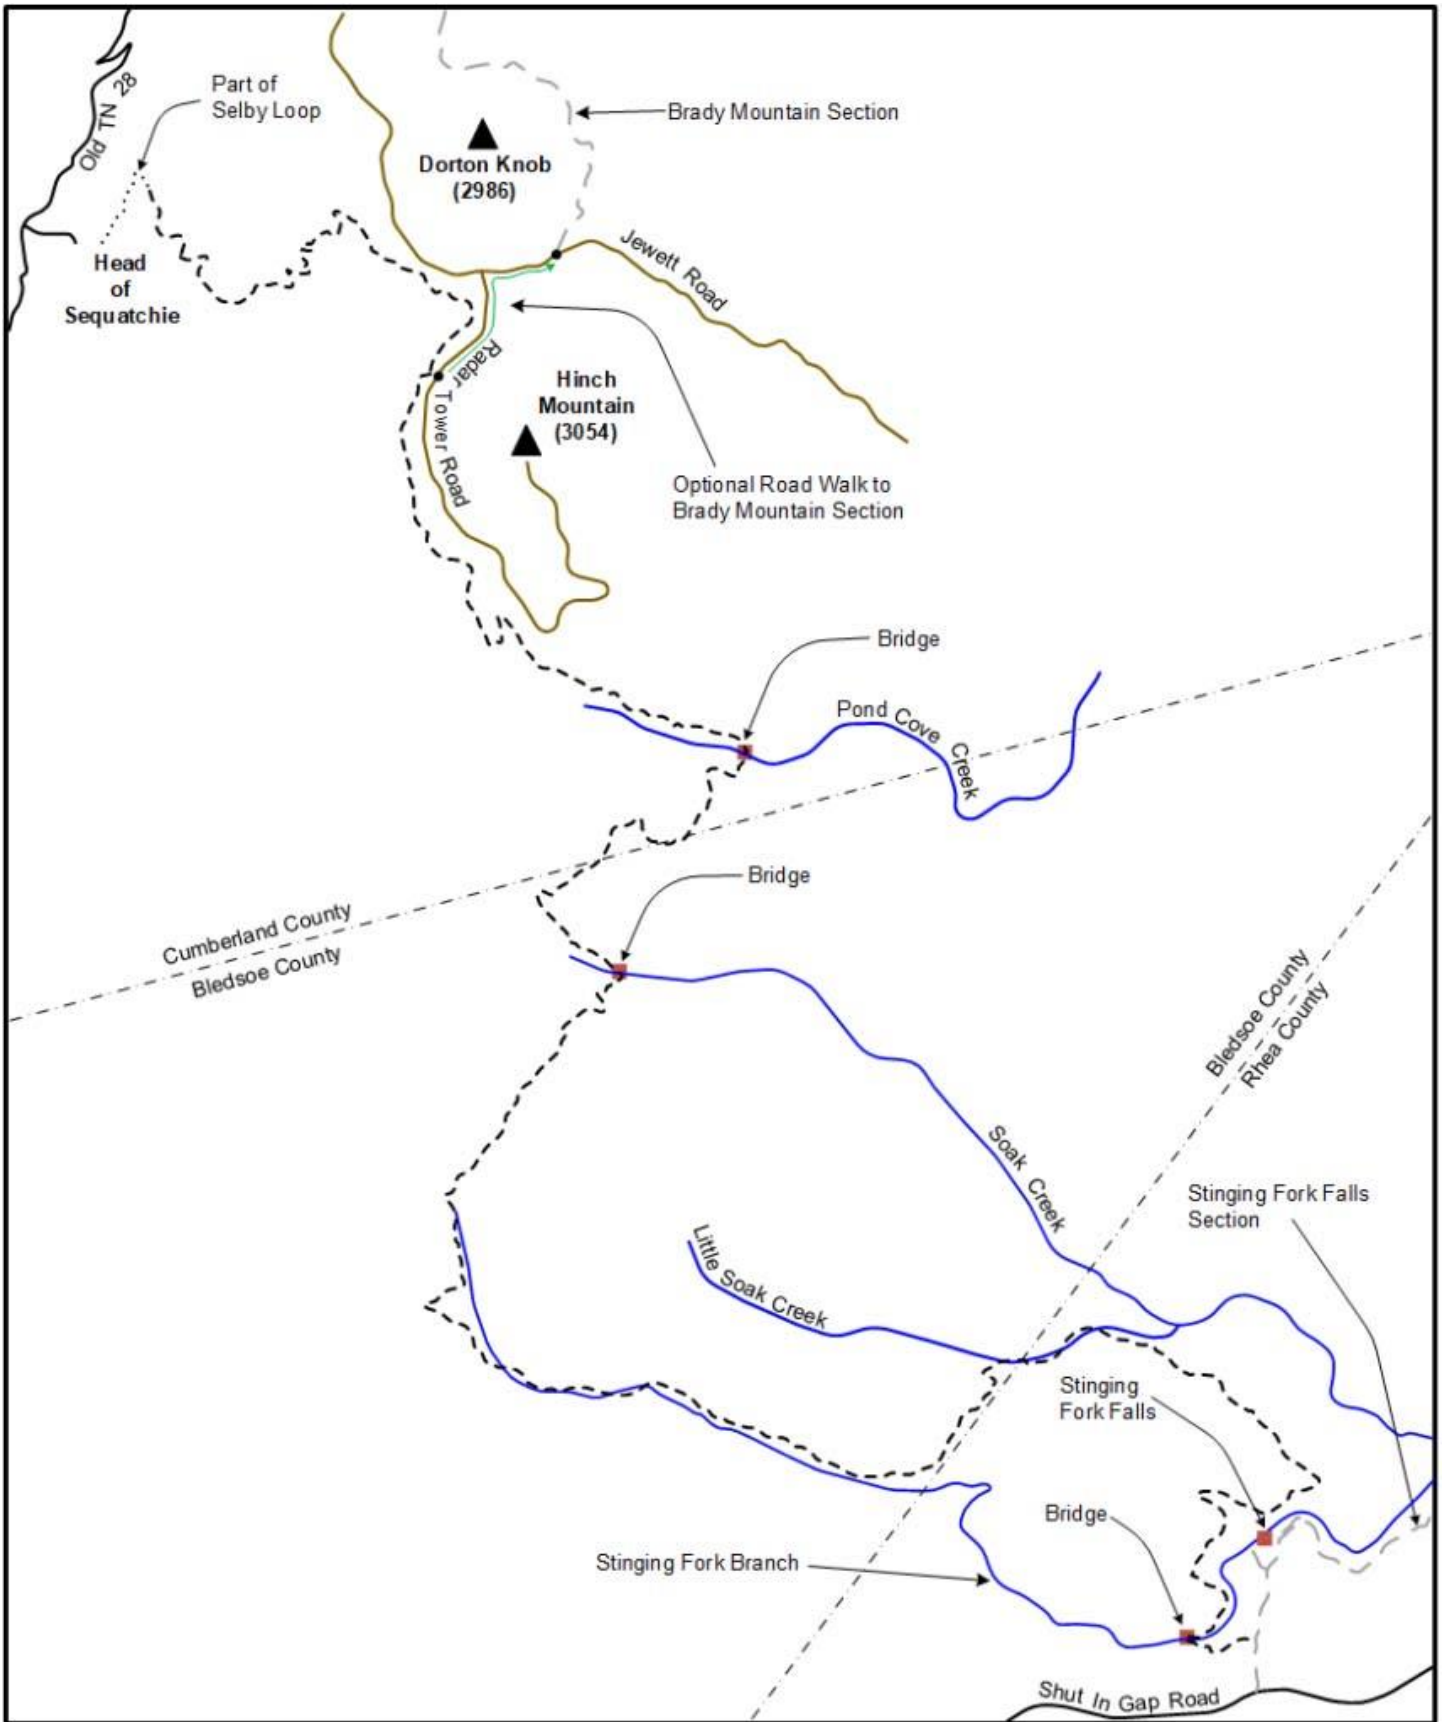 Part of
Selby Loop
Old TN 28
Brady Mountain Section
Dorton Knob
(2986)
Jewett Road
Head
of
Sequatchie
Radar Tower Road
Hinch
Mountain
(3054)
Optional Road Walk to
Brady Mountain Section
Bridge
Pond Cove Creek
Bridge
Cumberland County
Bledsoe County
Bledsoe County
Rhea County
Soak Creek
Stinging Fork Falls
Section
Little Soak Creek
Stinging
Fork Falls
Bridge
Stinging Fork Branch
Shut In Gap Road